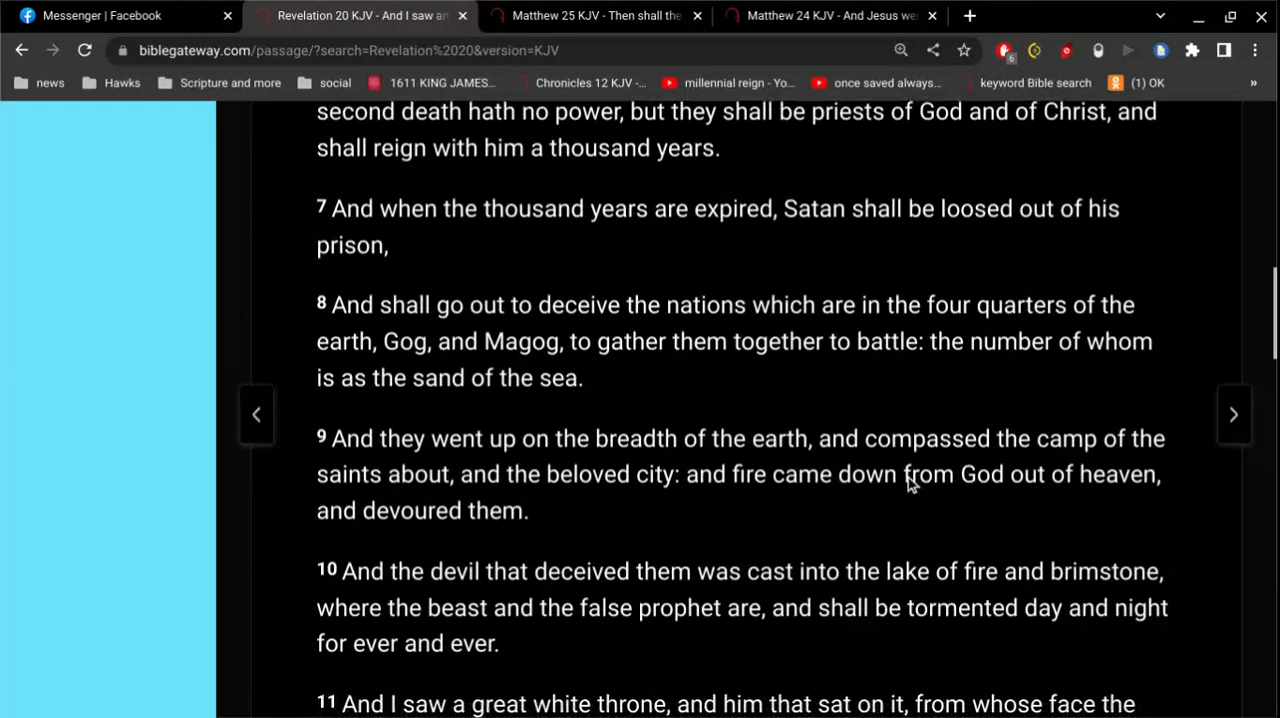 Messenger | Facebook
Revelation 20 KJV - And I saw an
Matthew 25 KJV - Then shall the
Matthew 24 KJV - And Jesus we
biblegateway.com/passage/?search=Revelation%2020&version=KJV
6
news
Hawks
Scripture and more
social
1611 KING JAMES...
Chronicles 12 KJV -...
millennial reign - Yo...
once saved always...
keyword Bible search
(1) OK
»
second death hath no power, but they shall be priests of God and of Christ, and
shall reign with him a thousand years.
7 And when the thousand years are expired, Satan shall be loosed out of his
prison,
8 And shall go out to deceive the nations which are in the four quarters of the
earth, Gog, and Magog, to gather them together to battle: the number of whom
is as the sand of the sea.
9 And they went up on the breadth of the earth, and compassed the camp of the
saints about, and the beloved city: and fire came down from God out of heaven,
and devoured them.
10 And the devil that deceived them was cast into the lake of fire and brimstone,
where the beast and the false prophet are, and shall be tormented day and night
for ever and ever.
11 And I saw a great white throne, and him that sat on it, from whose face the